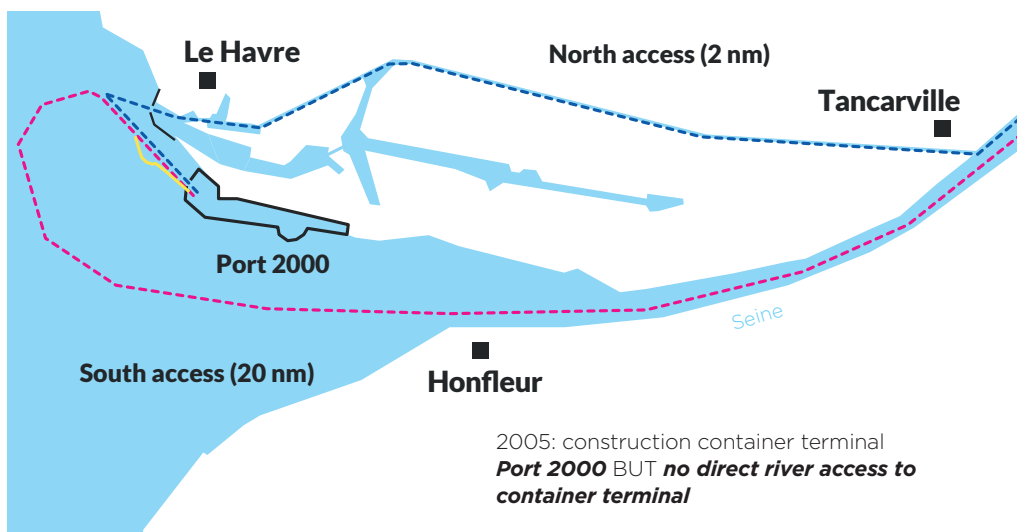 Le Havre
North access (2 nm)
Tancarville
Port 2000
Seine
South access (20 nm)
Honfleur
2005: construction container terminal
Port 2000 BUT no direct river access to
container terminal